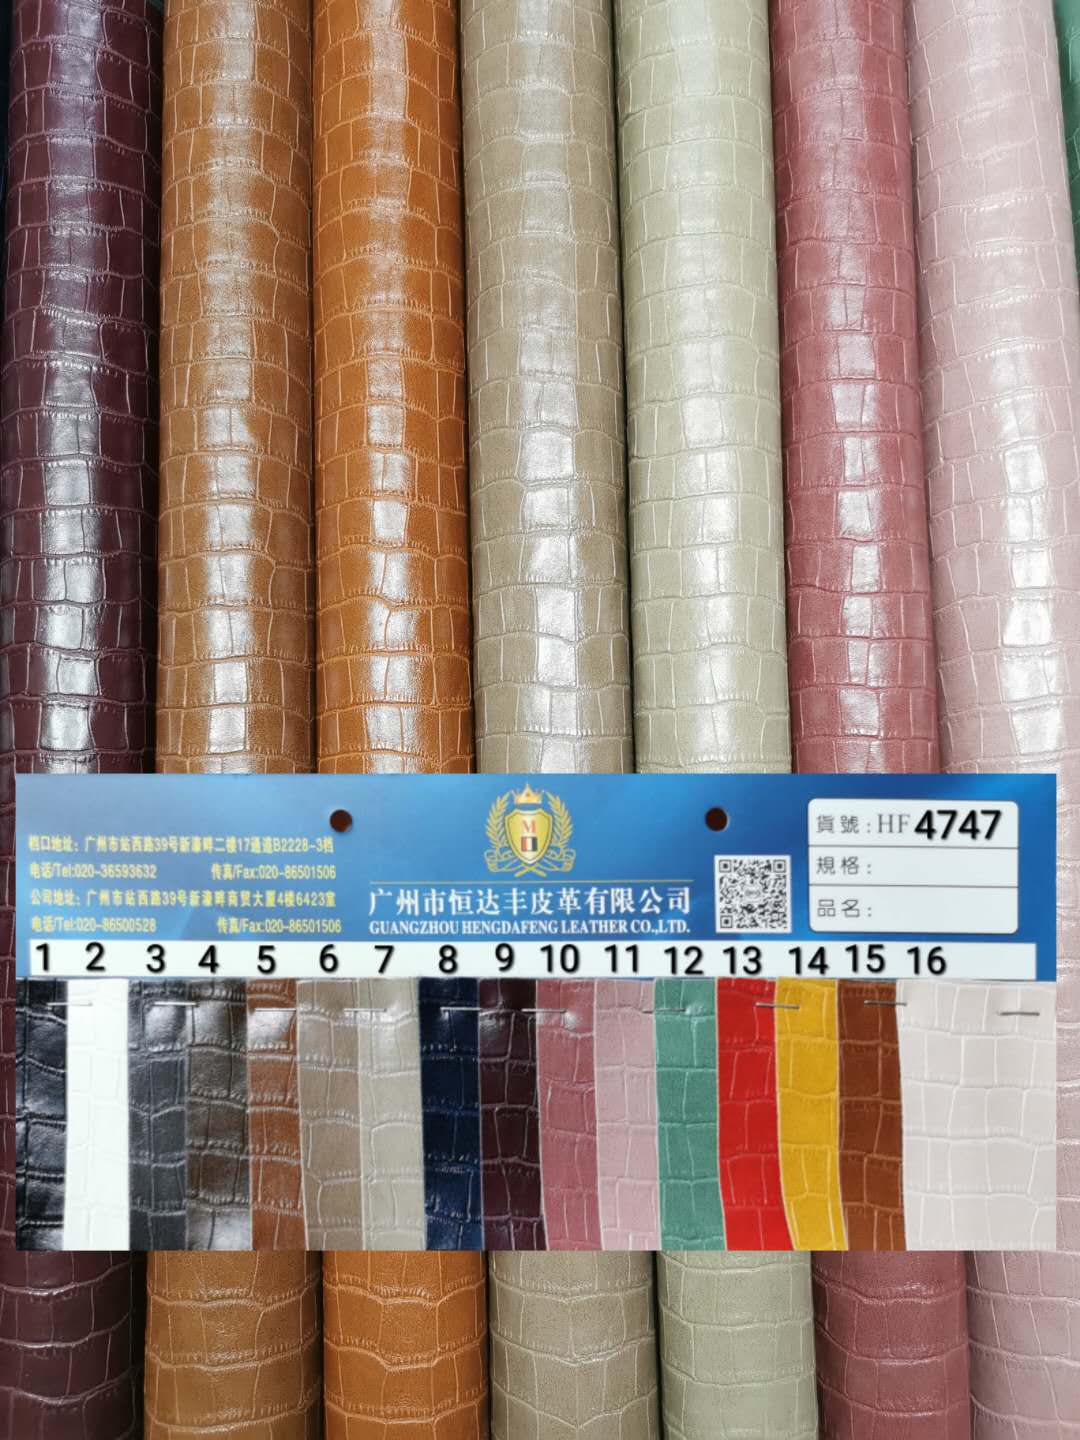 档口地址：广州市站西路39号新濠畔二楼17通道B2228-3档
电话/Tel:020-36593632 传真/Fax:020-86501506
公司地址：广州市站西路39号新濠畔商贸大厦4楼6423室
电话/Tel:020-86500528 传真/Fax:020-86501506
M
广州市恒达丰皮革有限公司
GUANGZHOU HENGDAFENG LEATHER CO.,LTD.
貨號：HF 4747
規格：
品名：
1 2 3 4 5 6 7 8 9 10 11 12 13 14 15 16